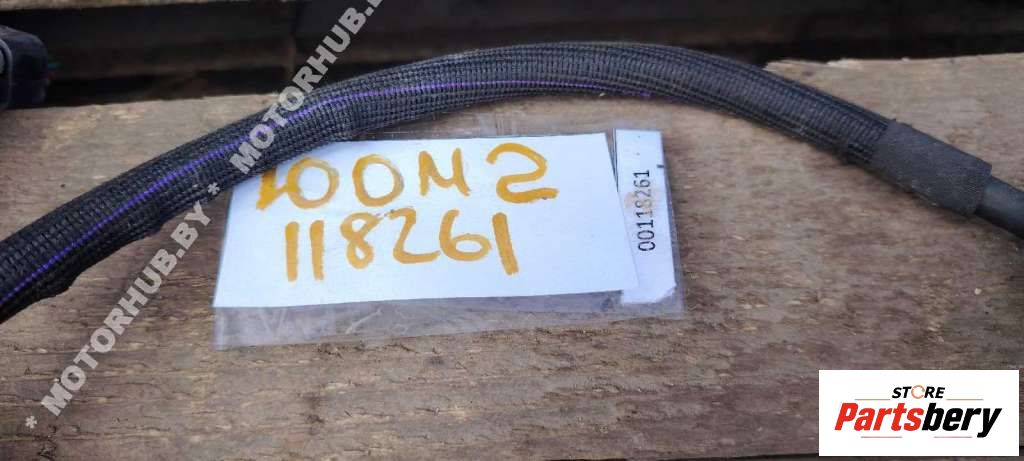 * MOTORHUB.BY * MOTORHUB.BY *
ЮОМ2
118261
00118261
STORE
Partsbery